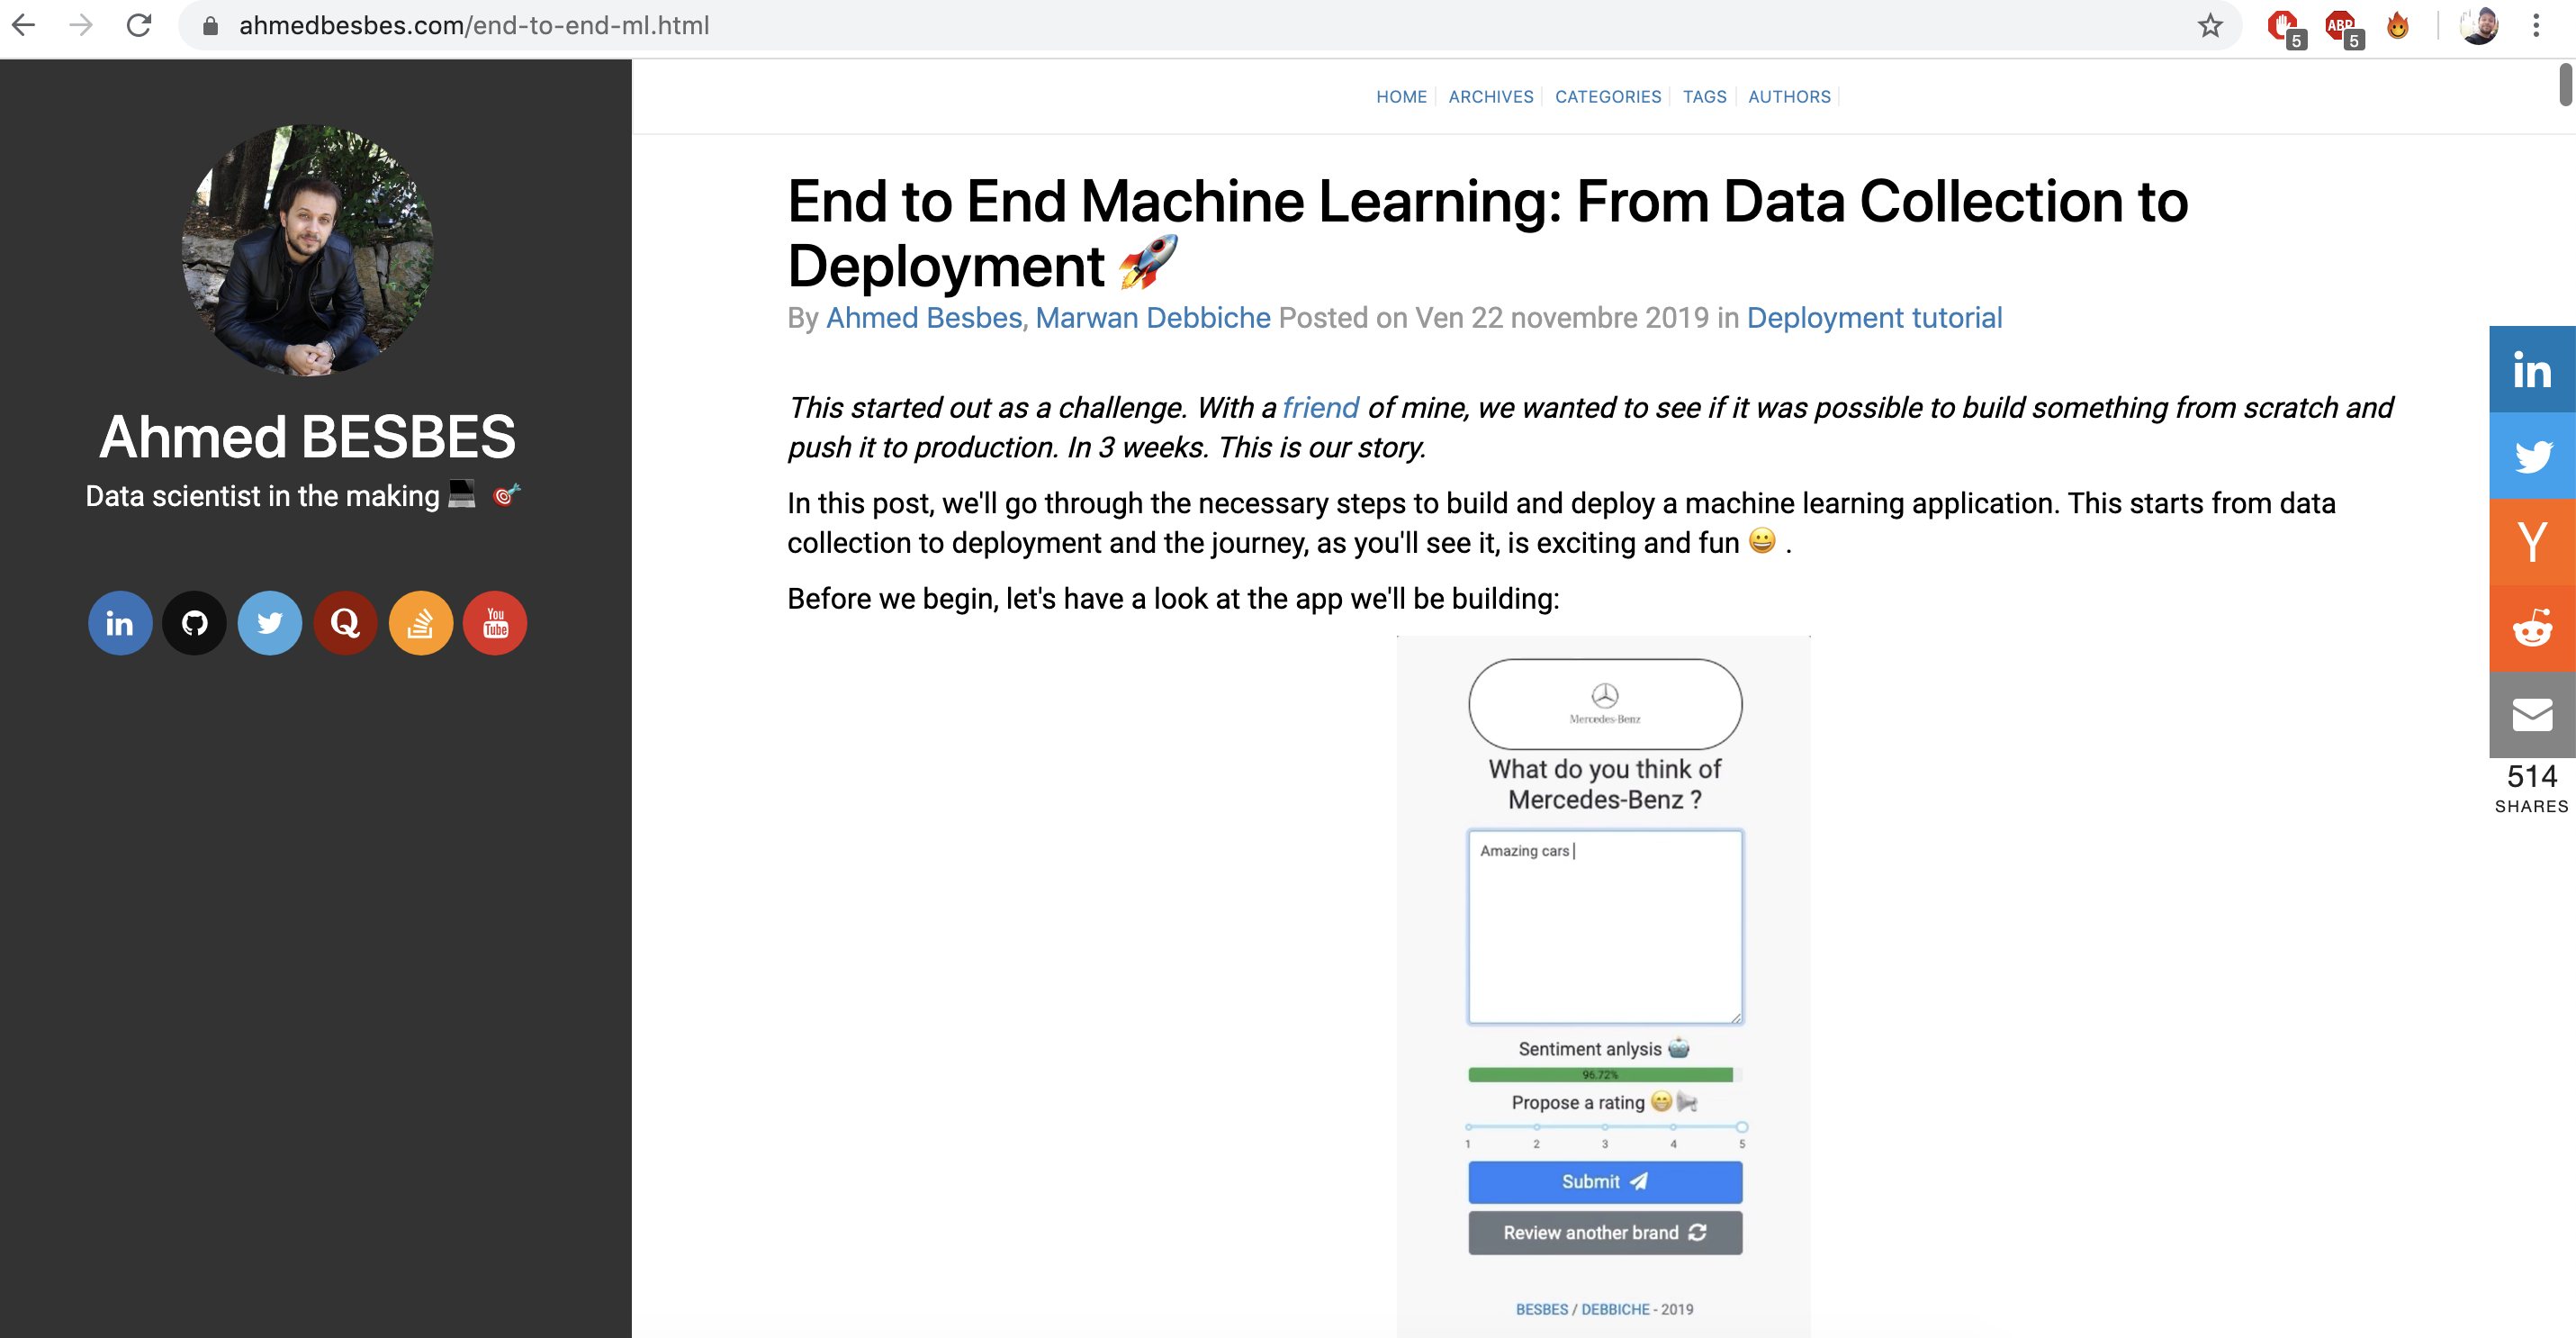 ahmedbesbes.com/end-to-end-ml.html
5
ABP
5
Ahmed BESBES
Data scientist in the making 💻 🎯
in
Q
You
Tube
HOME
ARCHIVES
CATEGORIES
TAGS
AUTHORS
End to End Machine Learning: From Data Collection to
Deployment 🚀
By Ahmed Besbes, Marwan Debbiche Posted on Ven 22 novembre 2019 in Deployment tutorial
This started out as a challenge. With a friend of mine, we wanted to see if it was possible to build something from scratch and
push it to production. In 3 weeks. This is our story.
In this post, we'll go through the necessary steps to build and deploy a machine learning application. This starts from data
collection to deployment and the journey, as you'll see it, is exciting and fun 😀 .
Before we begin, let's have a look at the app we'll be building:
Mercedes-Benz
What do you think of
Mercedes-Benz ?
Amazing cars
Sentiment anlysis 🤖
96.72%
Propose a rating 😁📢
1 2 3 4 5
Submit
Review another brand
BESBES / DEBBICHE - 2019
in
Y
514
SHARES